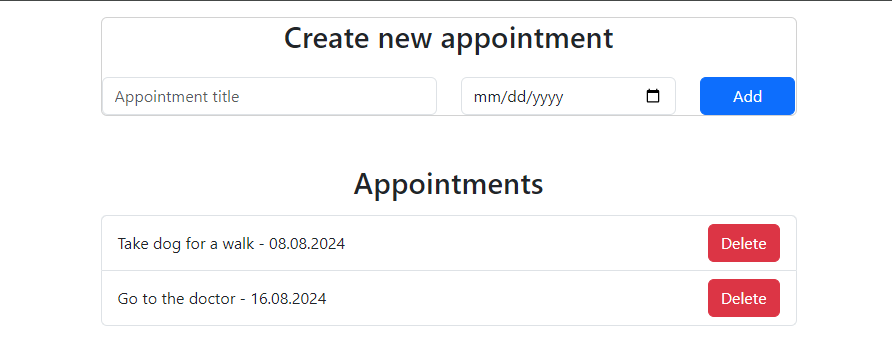 Create new appointment
Appointment title mm/dd/yyyy Add
Appointments
Take dog for a walk - 08.08.2024 Delete
Go to the doctor - 16.08.2024 Delete